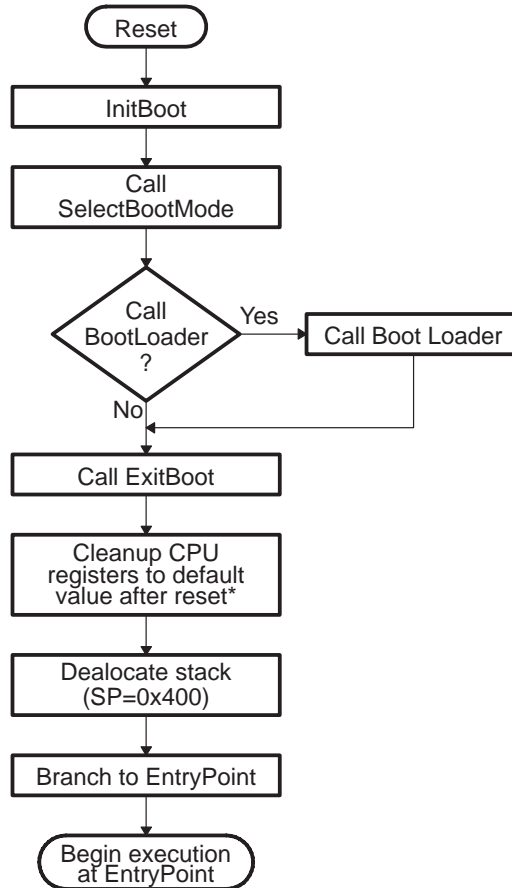 Reset
InitBoot
Call
SelectBootMode
Call
BootLoader
?
Yes
Call Boot Loader
No
Call ExitBoot
Cleanup CPU
registers to default
value after reset*
Dealocate stack
(SP=0x400)
Branch to EntryPoint
Begin execution
at EntryPoint